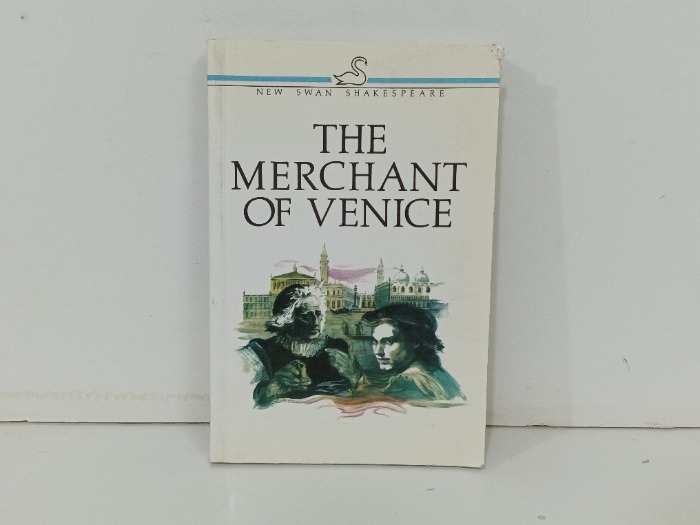 NEW SWAN SHAKESPEARE
THE
MERCHANT
OF VENICE